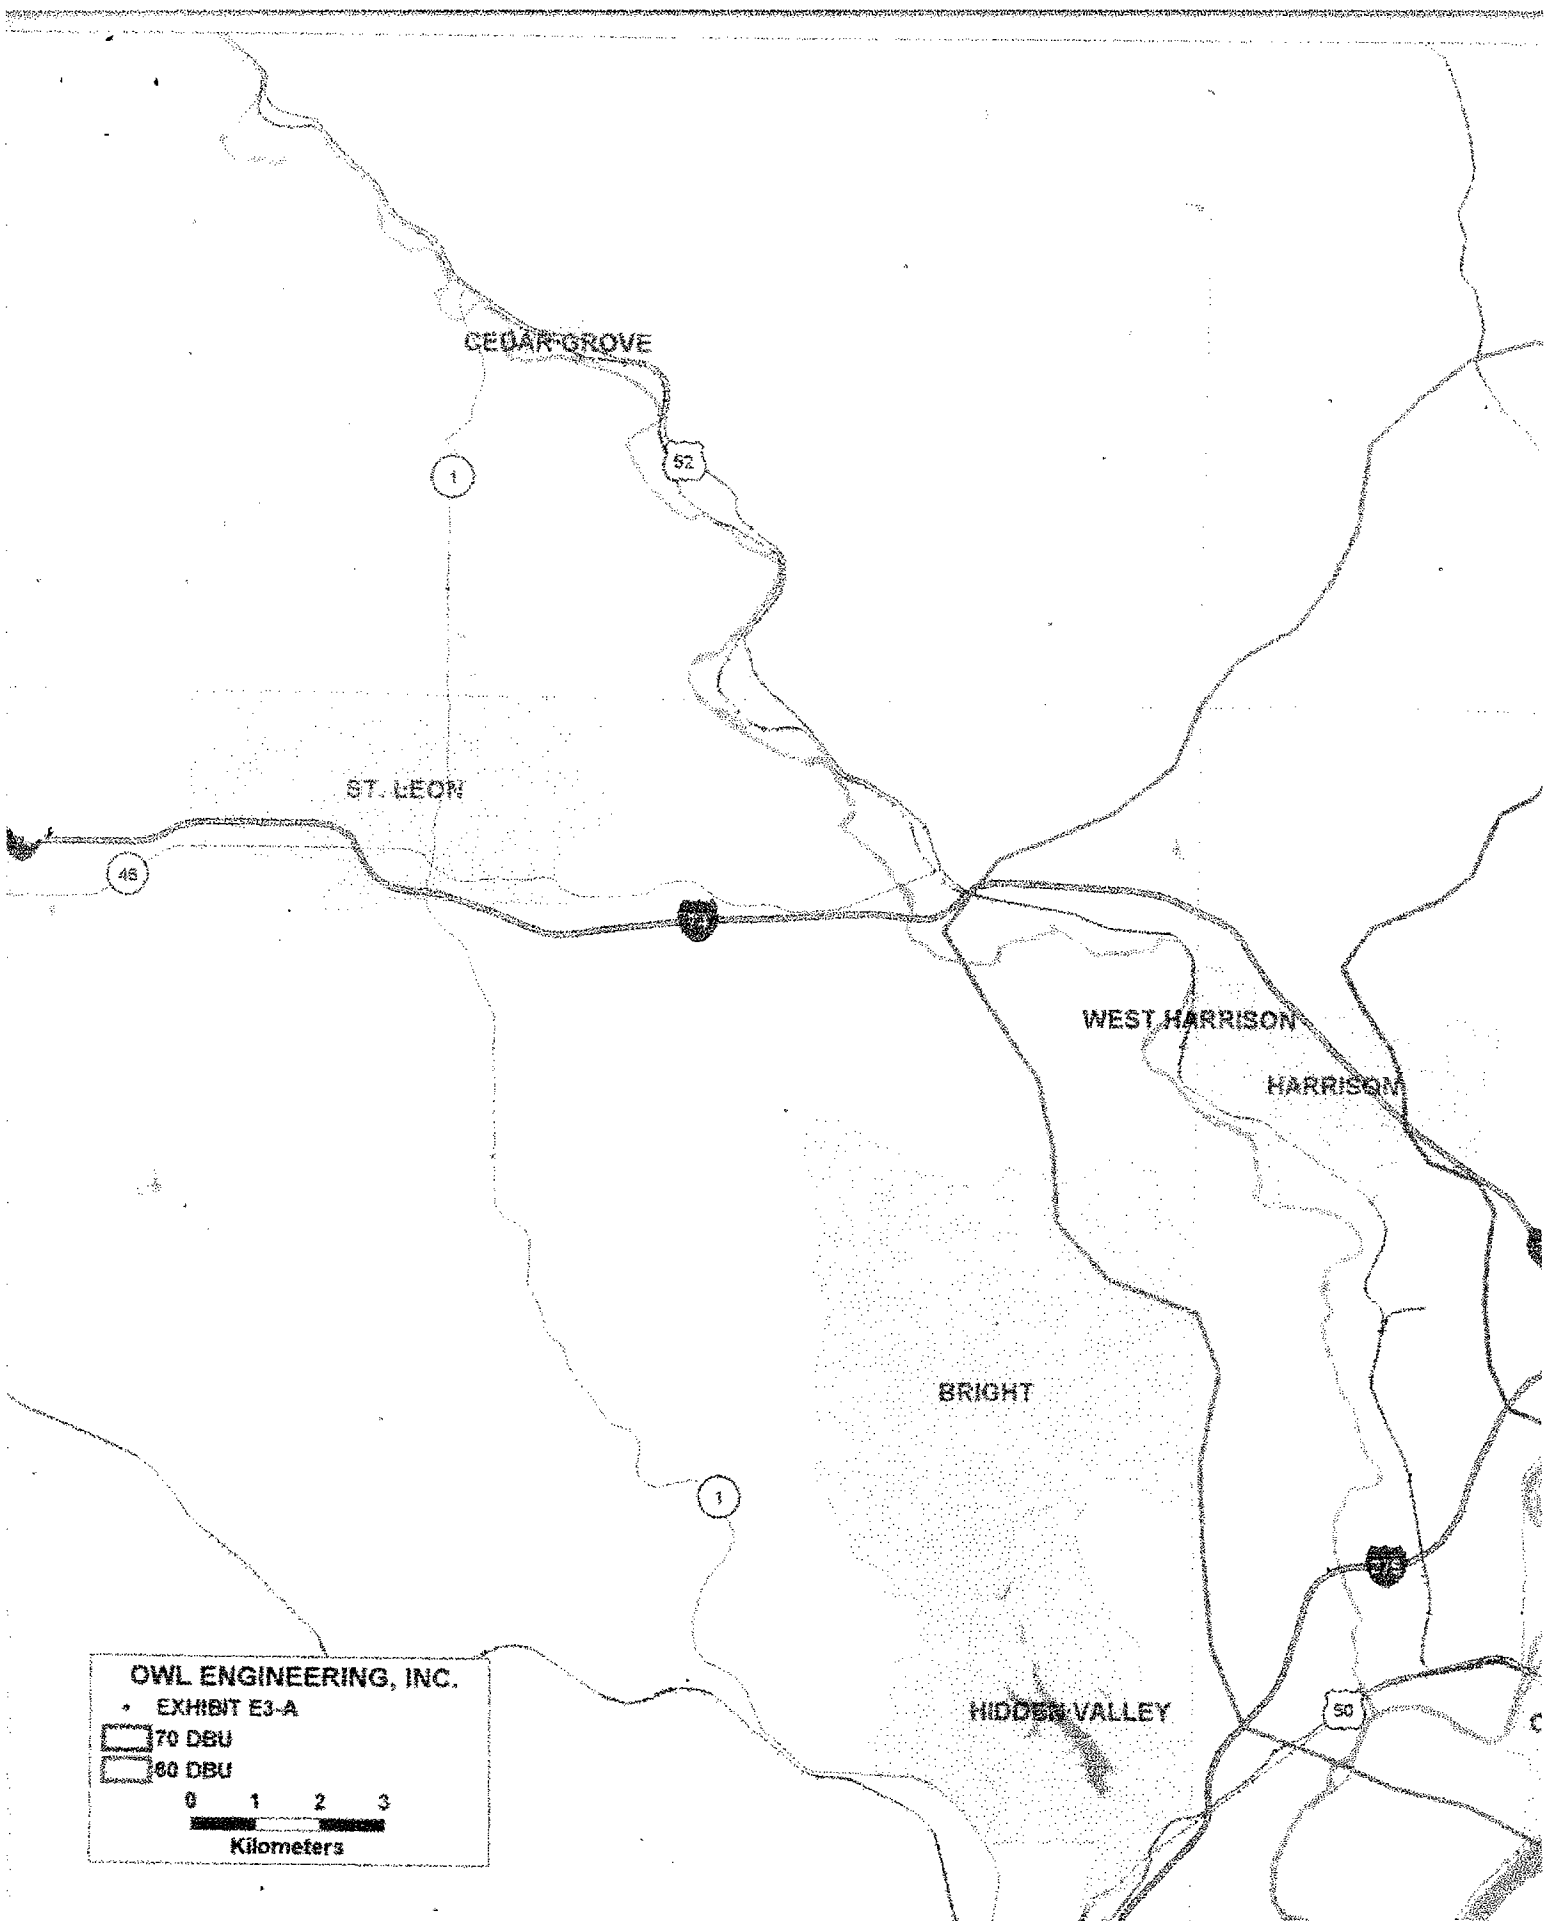 CEDAR GROVE
52
1
ST. LEON
46
WEST HARRISON
HARRISON
BRIGHT
1
HIDDEN VALLEY
50
OWL ENGINEERING, INC.
EXHIBIT E3-A
70 DBU
60 DBU
0 1 2 3
Kilometers